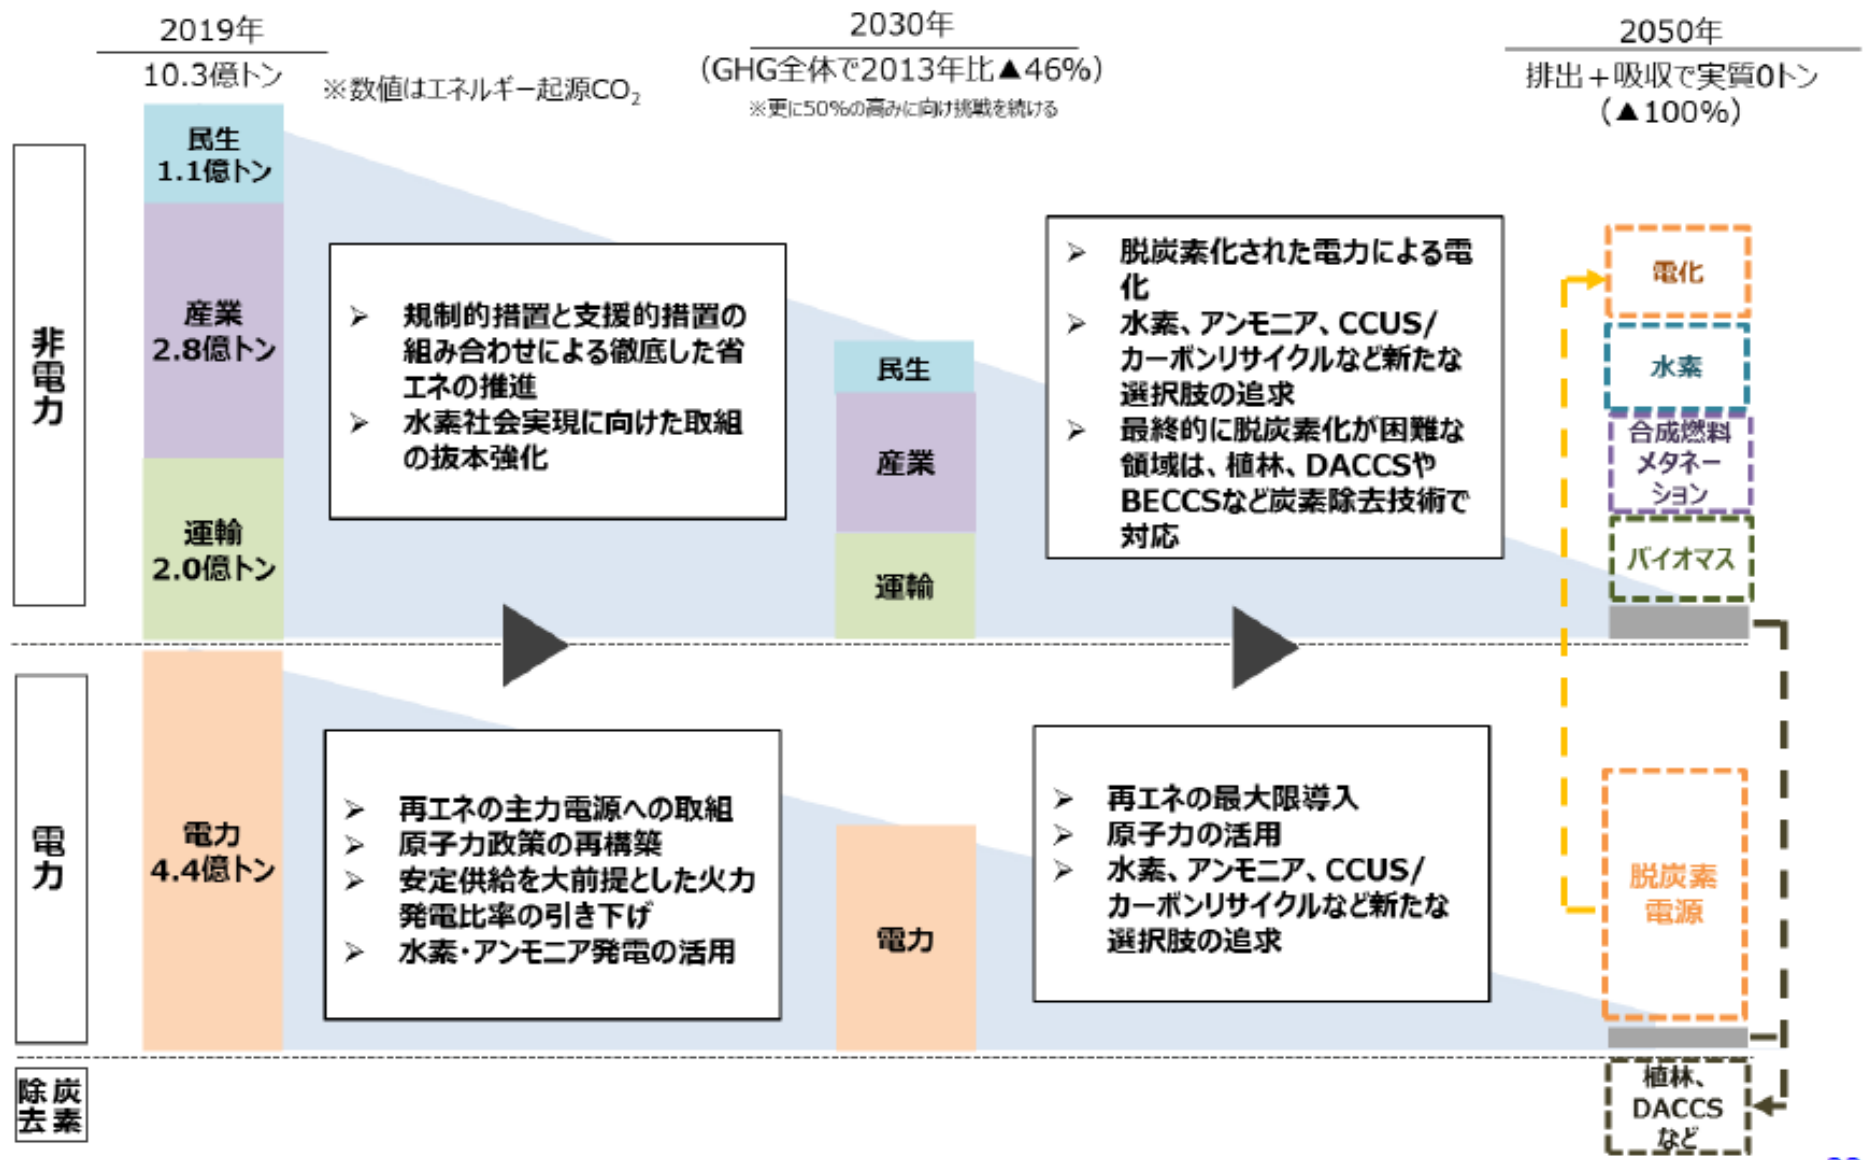 2019年
10.3億トン
※数値はエネルギー起源CO2
2030年
(GHG全体で2013年比▲46%)
※更に50%の高みに向け挑戦を続ける
2050年
排出+吸収で実質0トン
(▲100%)
非電力
民生
1.1億トン
産業
2.8億トン
運輸
2.0億トン
➢ 規制的措置と支援的措置の
組み合わせによる徹底した省
エネの推進
➢ 水素社会実現に向けた取組
の抜本強化
民生
産業
運輸
➢ 脱炭素化された電力による電
化
➢ 水素、アンモニア、CCUS/
カーボンリサイクルなど新たな
選択肢の追求
➢ 最終的に脱炭素化が困難な
領域は、植林、DACCSや
BECCSなど炭素除去技術で
対応
電化
水素
合成燃料
メタネー
ション
バイオマス
電力
電力
4.4億トン
➢ 再エネの主力電源への取組
➢ 原子力政策の再構築
➢ 安定供給を大前提とした火力
発電比率の引き下げ
➢ 水素・アンモニア発電の活用
電力
➢ 再エネの最大限導入
➢ 原子力の活用
➢ 水素、アンモニア、CCUS/
カーボンリサイクルなど新たな
選択肢の追求
脱炭素
電源
炭素
除去
植林、
DACCS
など